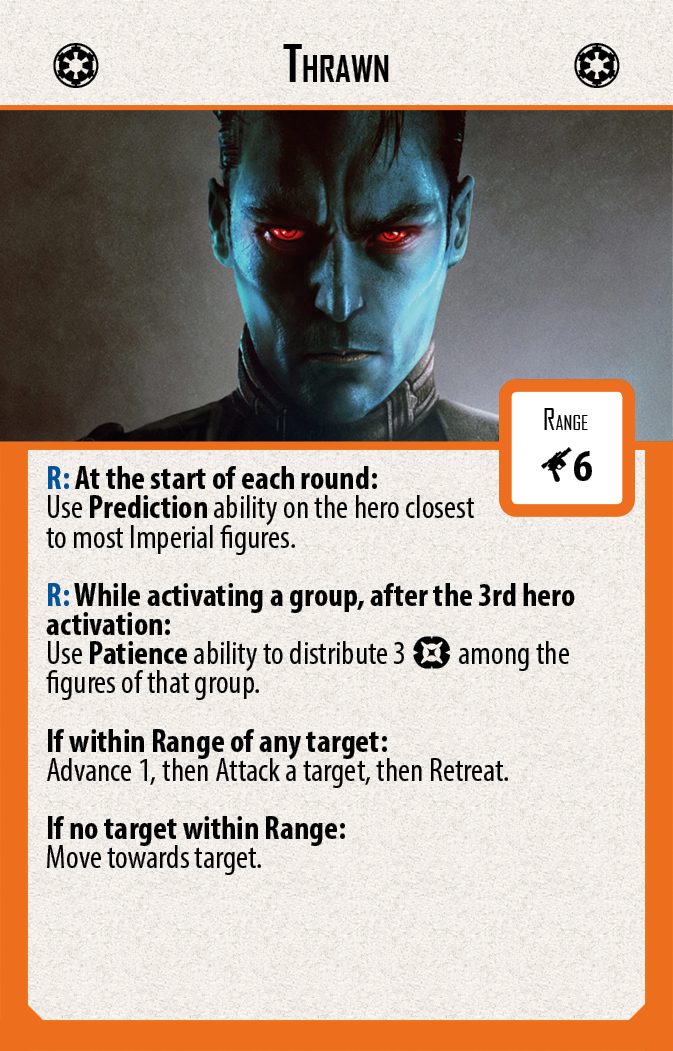 THRAWN
RANGE
6
R: At the start of each round:
Use Prediction ability on the hero closest
to most Imperial figures.
R: While activating a group, after the 3rd hero
activation:
Use Patience ability to distribute 3 among the
figures of that group.
If within Range of any target:
Advance 1, then Attack a target, then Retreat.
If no target within Range:
Move towards target.